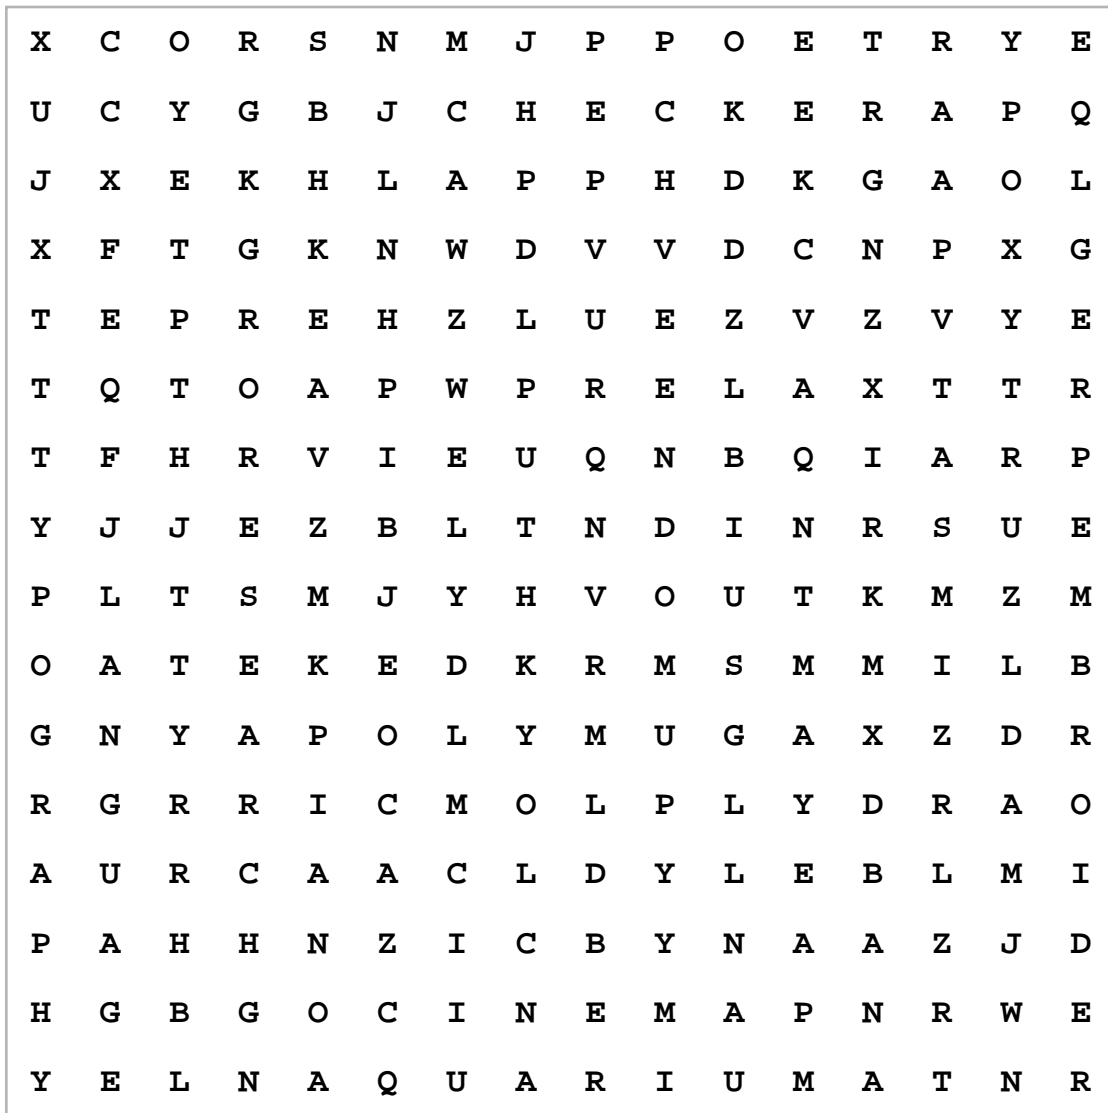 X C O R S N M J P P O E T R Y E
U C Y G B J C H E C K E R A P Q
J X E K H L A P P H D K G A O L
X F T G K N W D V V D C N P X G
T E P R E H Z L U E Z V Z V Y E
T Q T O A P W P R E L A X T T R
T F H R V I E U Q N B Q I A R P
Y J J E Z B L T N D I N R S U E
P L T S M J Y H V O U T K M Z M
O A T E K E D K R M S M M I L B
G N Y A P O L Y M U G A X Z D R
R G R R I C M O L P L Y D R A O
A U R C A A C L D Y L E B L M I
P A H H N Z I C B Y N A A Z J D
H G B G O C I N E M A P N R W E
Y E L N A Q U A R I U M A T N R